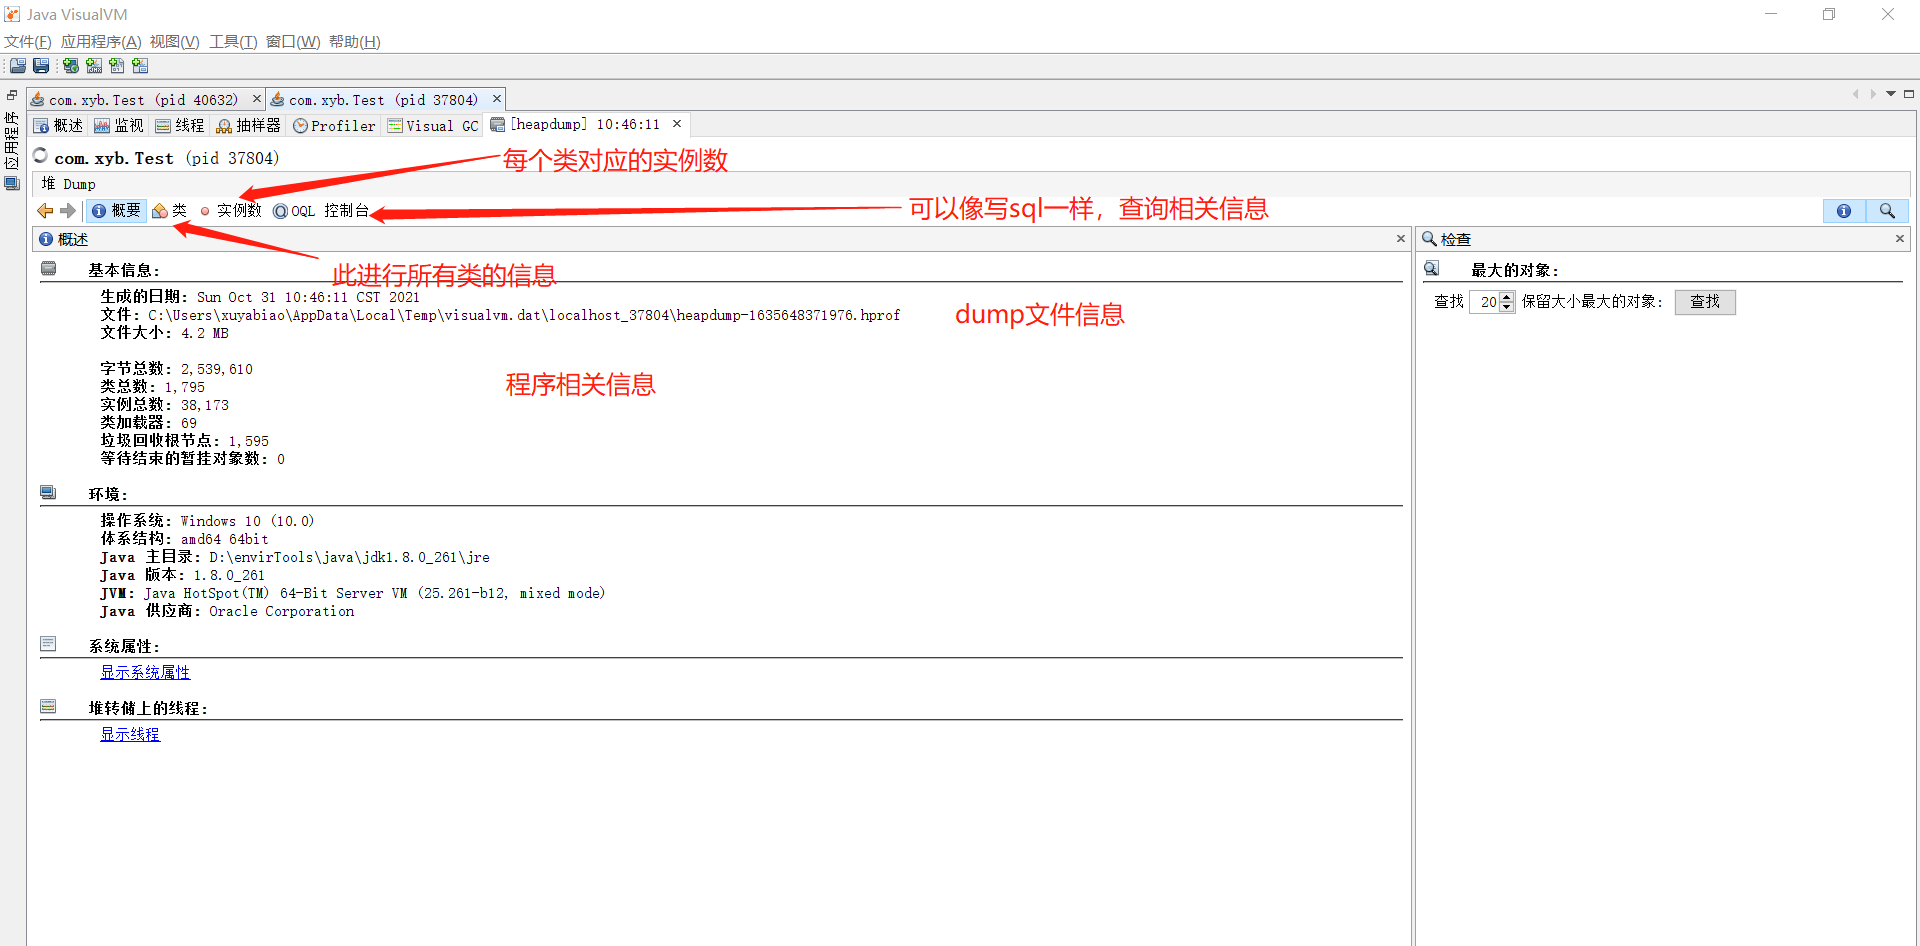 Java VisualVM
文件(F) 应用程序(A) 视图(V) 工具(T) 窗口(W) 帮助(H)
应用程序
com.xyb.Test (pid 40632) com.xyb.Test (pid 37804)
概述 监视 线程 抽样器 Profiler Visual GC [heapdump] 10:46:11
com.xyb.Test (pid 37804)
每个类对应的实例数
堆 Dump
概要 类 实例数 OQL 控制台
可以像写sql一样，查询相关信息
概述
检查
此进行所有类的信息
基本信息:
生成的日期: Sun Oct 31 10:46:11 CST 2021
文件: C:\Users\xuyabiao\AppData\Local\Temp\visualvm.dat\localhost_37804\heapdump-1635648371976.hprof
dump文件信息
文件大小: 4.2 MB
字节总数: 2,539,610
类总数: 1,795
程序相关信息
实例总数: 38,173
类加载器: 69
垃圾回收根节点: 1,595
等待结束的暂挂对象数: 0
环境:
操作系统: Windows 10 (10.0)
体系结构: amd64 64bit
Java 主目录: D:\envirTools\java\jdk1.8.0_261\jre
Java 版本: 1.8.0_261
JVM: Java HotSpot(TM) 64-Bit Server VM (25.261-b12, mixed mode)
Java 供应商: Oracle Corporation
系统属性:
显示系统属性
堆转储上的线程:
显示线程
最大的对象:
查找 20 保留大小最大的对象: 查找